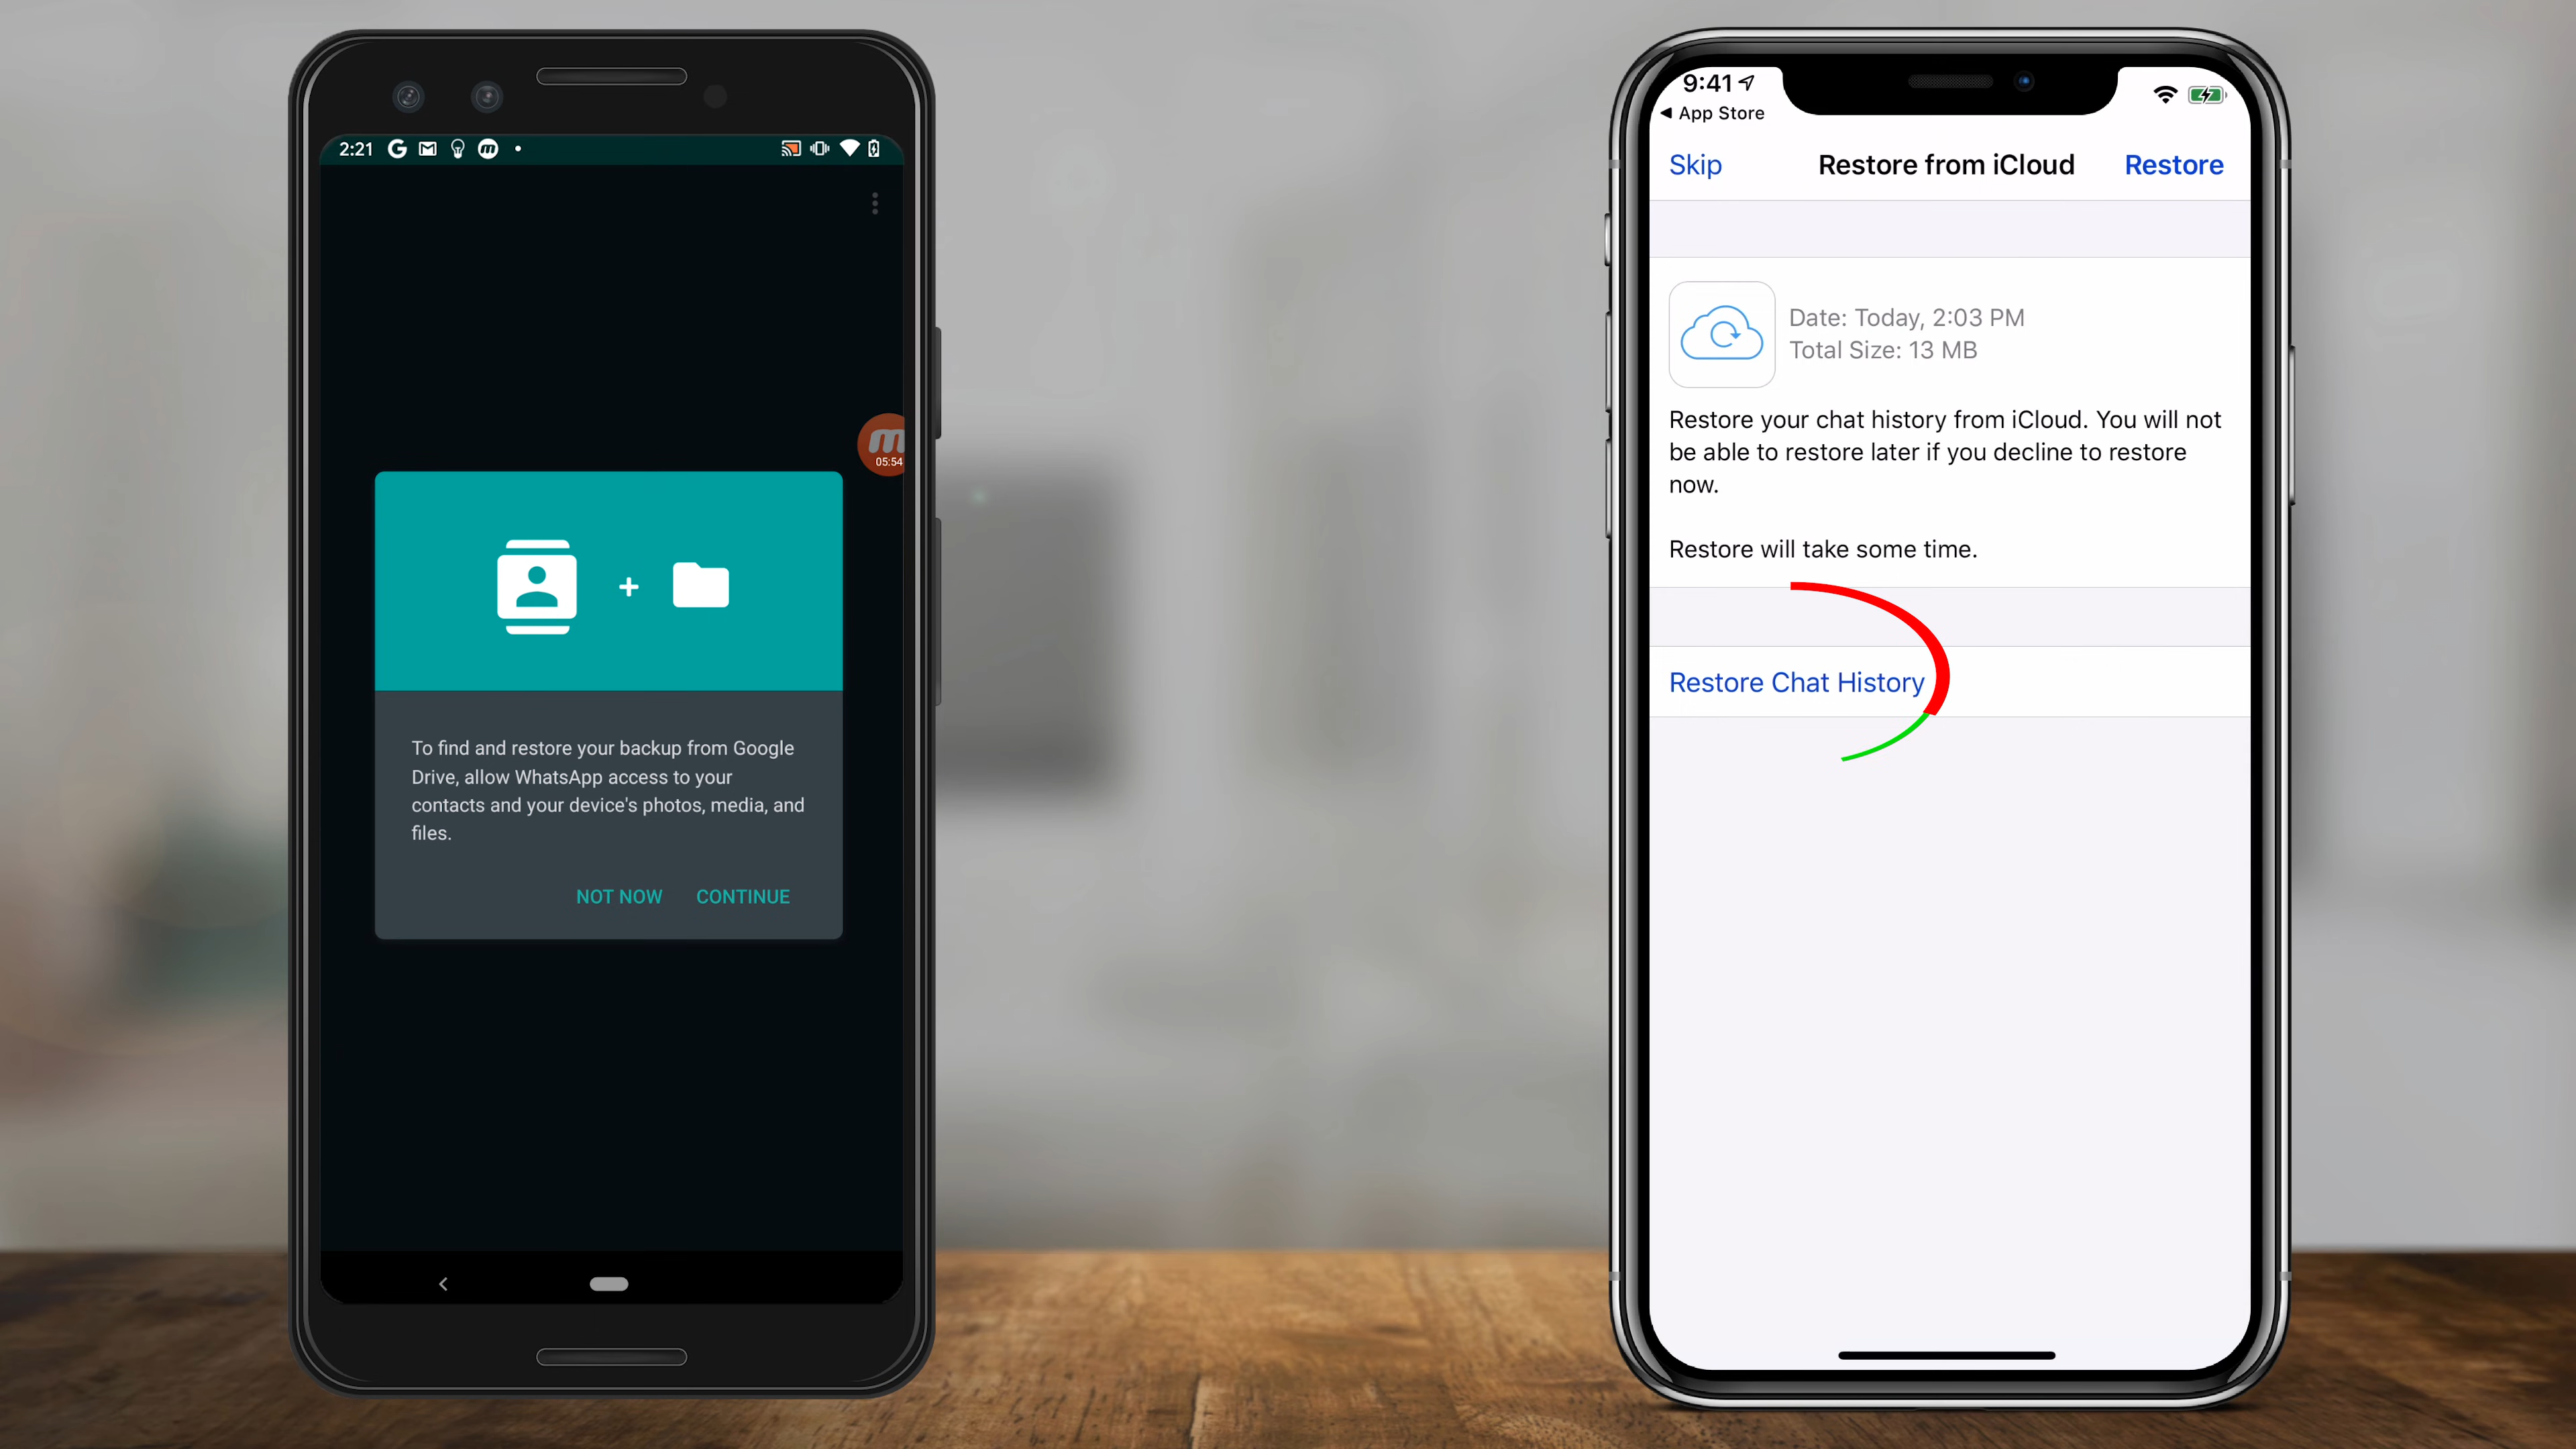 2:21
m
05:54
To find and restore your backup from Google
Drive, allow WhatsApp access to your
contacts and your device's photos, media, and
files.
NOT NOW CONTINUE
9:41
App Store
Skip Restore from iCloud Restore
Date: Today, 2:03 PM
Total Size: 13 MB
Restore your chat history from iCloud. You will not
be able to restore later if you decline to restore
now.
Restore will take some time.
Restore Chat History